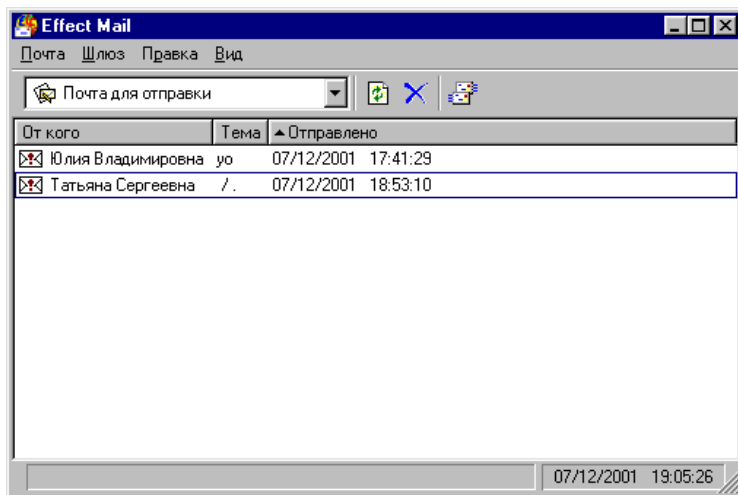 Effect Mail
Почта Шлюз Правка Вид
Почта для отправки
От кого Тема Отправлено
Юлия Владимировна yo 07/12/2001 17:41:29
Татьяна Сергеевна / . 07/12/2001 18:53:10
07/12/2001 19:05:26